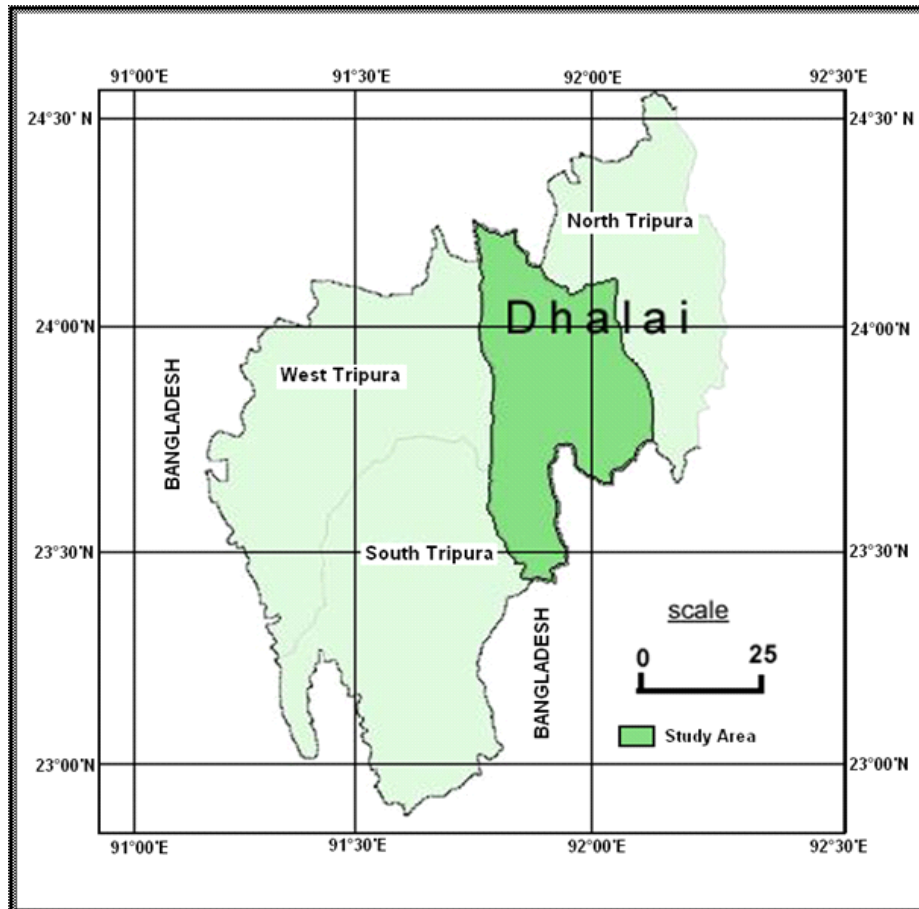 91°00'E 91°30'E 92°00'E 92°30'E
24°30' N 24°30' N
North Tripura
Dhalai
24°00'N 24°00'N
West Tripura
BANGLADESH
23°30'N 23°30'N
South Tripura
BANGLADESH
scale
0 25
Study Area
23°00'N 23°00'N
91°00'E 91°30'E 92°00'E 92°30'E